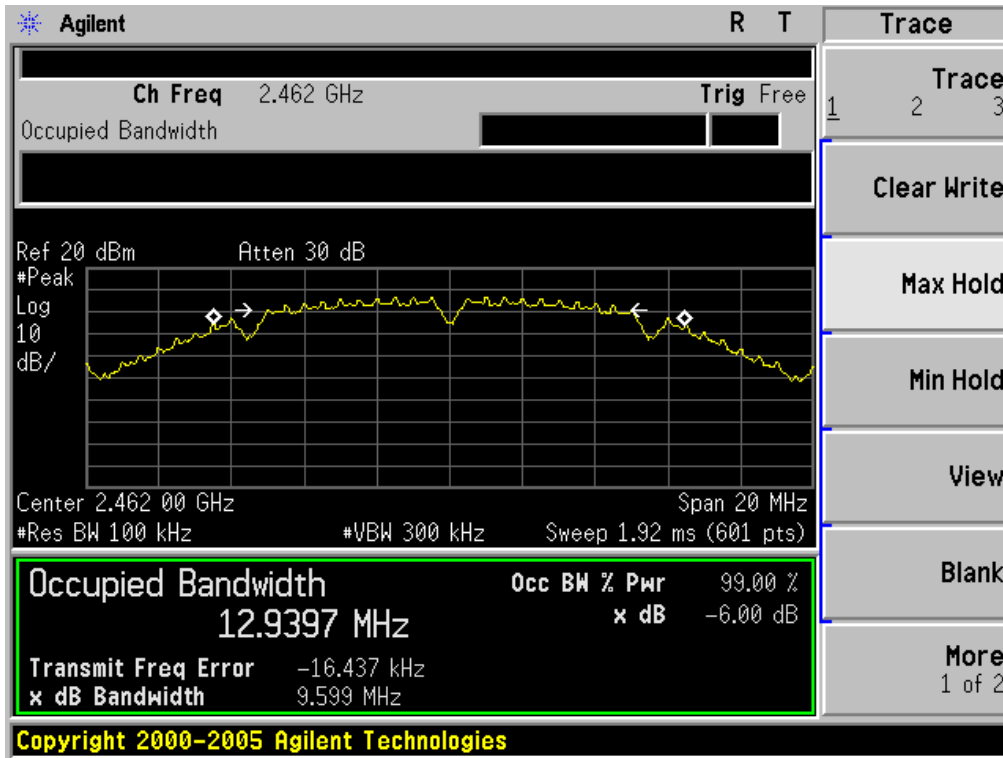 Agilent R T
Ch Freq 2.462 GHz Trig Free
Occupied Bandwidth
Ref 20 dBm Atten 30 dB
#Peak
Log
10
dB/
Center 2.462 00 GHz Span 20 MHz
#Res BW 100 kHz #VBW 300 kHz Sweep 1.92 ms (601 pts)
Occupied Bandwidth
12.9397 MHz
Occ BW % Pwr 99.00 %
x dB -6.00 dB
Transmit Freq Error -16.437 kHz
x dB Bandwidth 9.599 MHz
Copyright 2000-2005 Agilent Technologies
Trace
Trace
1 2 3
Clear Write
Max Hold
Min Hold
View
Blank
More
1 of 2